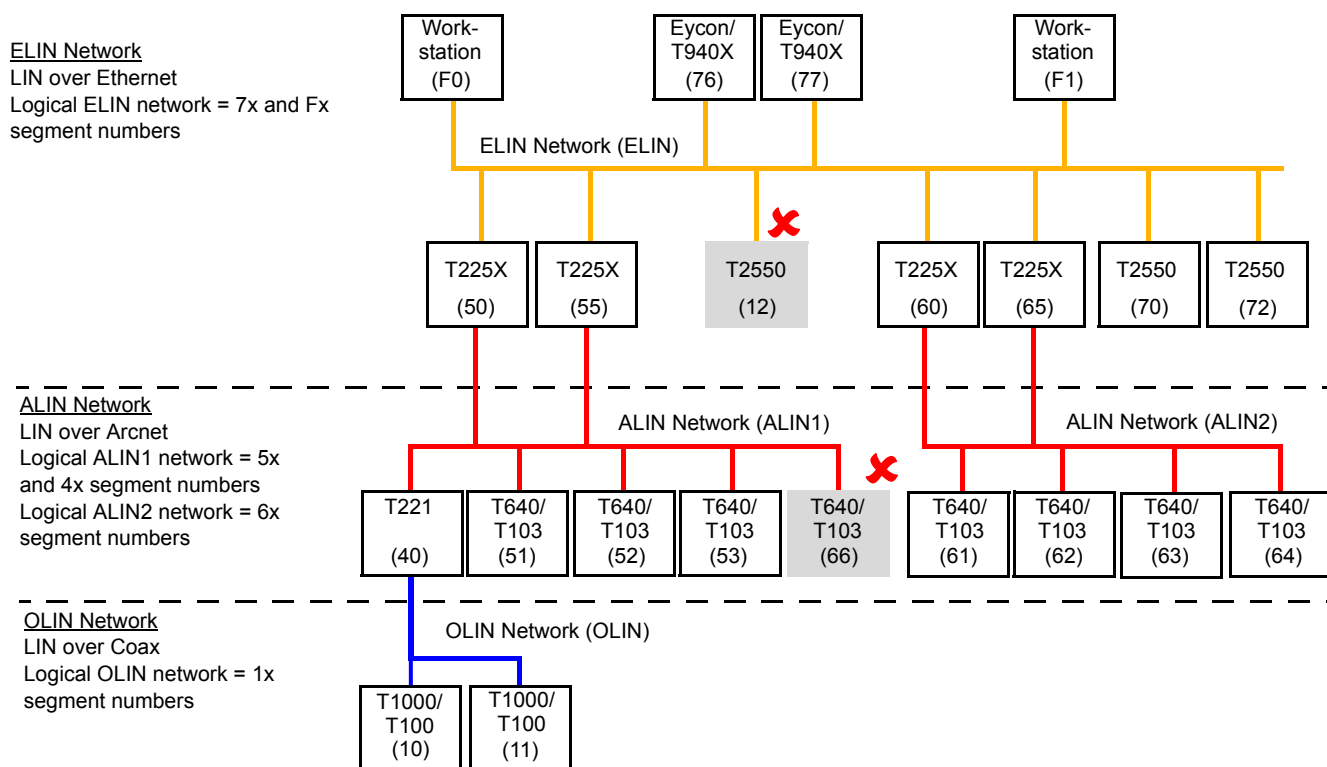 ELIN Network
LIN over Ethernet
Logical ELIN network = 7x and Fx
segment numbers
Work-
station
(F0)
Eycon/
T940X
(76)
Eycon/
T940X
(77)
Work-
station
(F1)
ELIN Network (ELIN)
T225X
(50)
T225X
(55)
T2550
(12)
T225X
(60)
T225X
(65)
T2550
(70)
T2550
(72)
ALIN Network
LIN over Arcnet
Logical ALIN1 network = 5x
and 4x segment numbers
Logical ALIN2 network = 6x
segment numbers
ALIN Network (ALIN1)
ALIN Network (ALIN2)
T221
(40)
T640/
T103
(51)
T640/
T103
(52)
T640/
T103
(53)
T640/
T103
(66)
T640/
T103
(61)
T640/
T103
(62)
T640/
T103
(63)
T640/
T103
(64)
OLIN Network
LIN over Coax
Logical OLIN network = 1x
segment numbers
OLIN Network (OLIN)
T1000/
T100
(10)
T1000/
T100
(11)